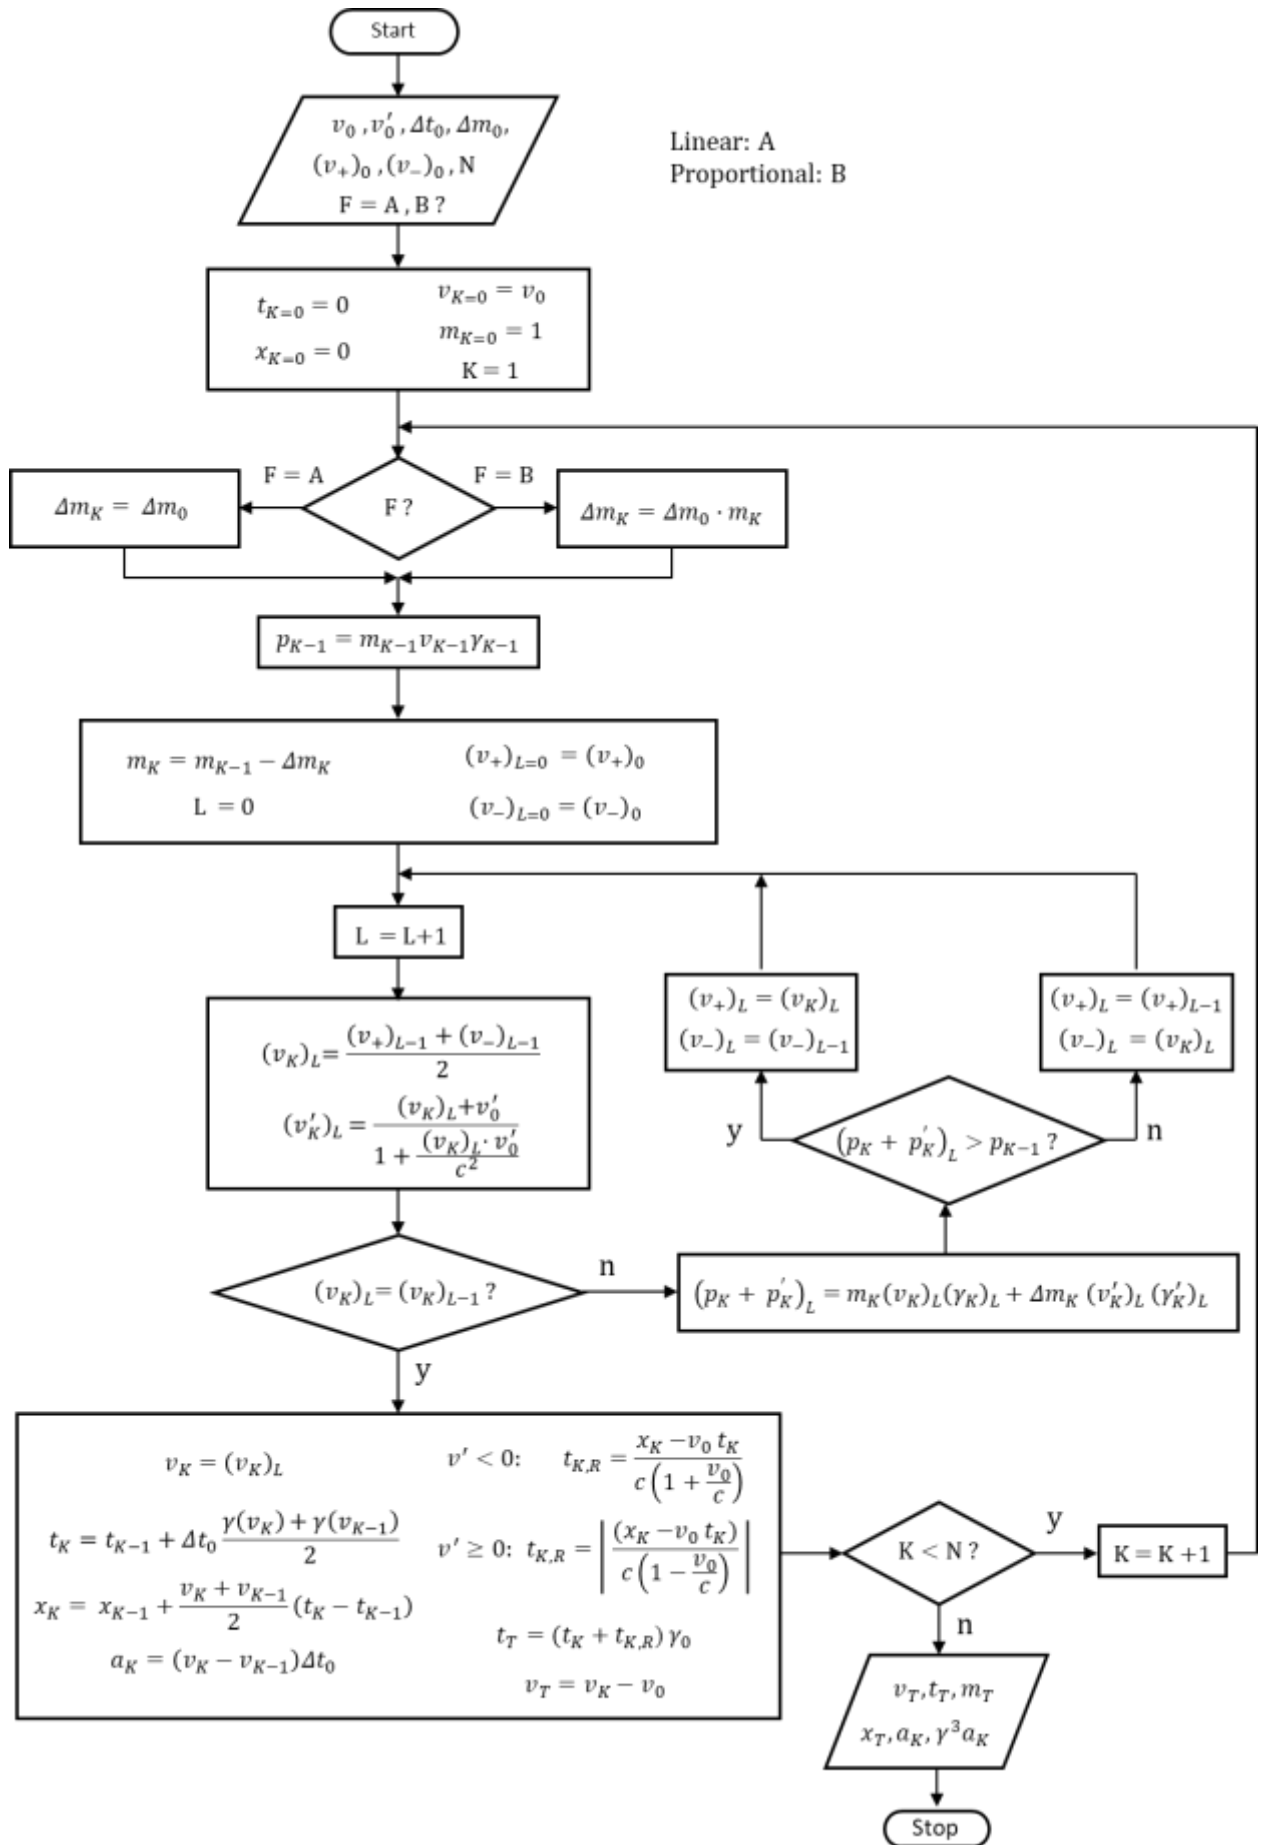 Start
v₀ , v₀′ , Δt₀, Δm₀,
(v₊)₀ , (v₋)₀ , N
F = A , B ?
Linear: A
Proportional: B
t_{K=0} = 0
x_{K=0} = 0
v_{K=0} = v₀
m_{K=0} = 1
K = 1
F = A
F ?
F = B
Δm_K = Δm₀
Δm_K = Δm₀ · m_K
p_{K−1} = m_{K−1}v_{K−1}γ_{K−1}
m_K = m_{K−1} − Δm_K
L = 0
(v₊)_{L=0} = (v₊)₀
(v₋)_{L=0} = (v₋)₀
L = L+1
(v_K)_L = ((v₊)_{L−1} + (v₋)_{L−1}) / 2
(v′_K)_L = ((v_K)_L+v′₀) / (1 + ((v_K)_L · v′₀) / c²)
(v₊)_L = (v_K)_L
(v₋)_L = (v₋)_{L−1}
(v₊)_L = (v₊)_{L−1}
(v₋)_L = (v_K)_L
y
(p_K + p′_K)_L > p_{K−1} ?
n
(v_K)_L = (v_K)_{L−1} ?
n
(p_K + p′_K)_L = m_K(v_K)_L(γ_K)_L + Δm_K (v′_K)_L (γ′_K)_L
y
v_K = (v_K)_L
t_K = t_{K−1} + Δt₀ (γ(v_K) + γ(v_{K−1})) / 2
x_K = x_{K−1} + (v_K + v_{K−1}) / 2 (t_K − t_{K−1})
a_K = (v_K − v_{K−1})Δt₀
v′ < 0: t_{K,R} = (x_K − v₀ t_K) / (c (1 + v₀/c))
v′ ≥ 0: t_{K,R} = |(x_K − v₀ t_K) / (c (1 − v₀/c))|
t_T = (t_K + t_{K,R}) γ₀
v_T = v_K − v₀
K < N ?
y
K = K +1
n
v_T, t_T, m_T
x_T, a_K, γ³a_K
Stop